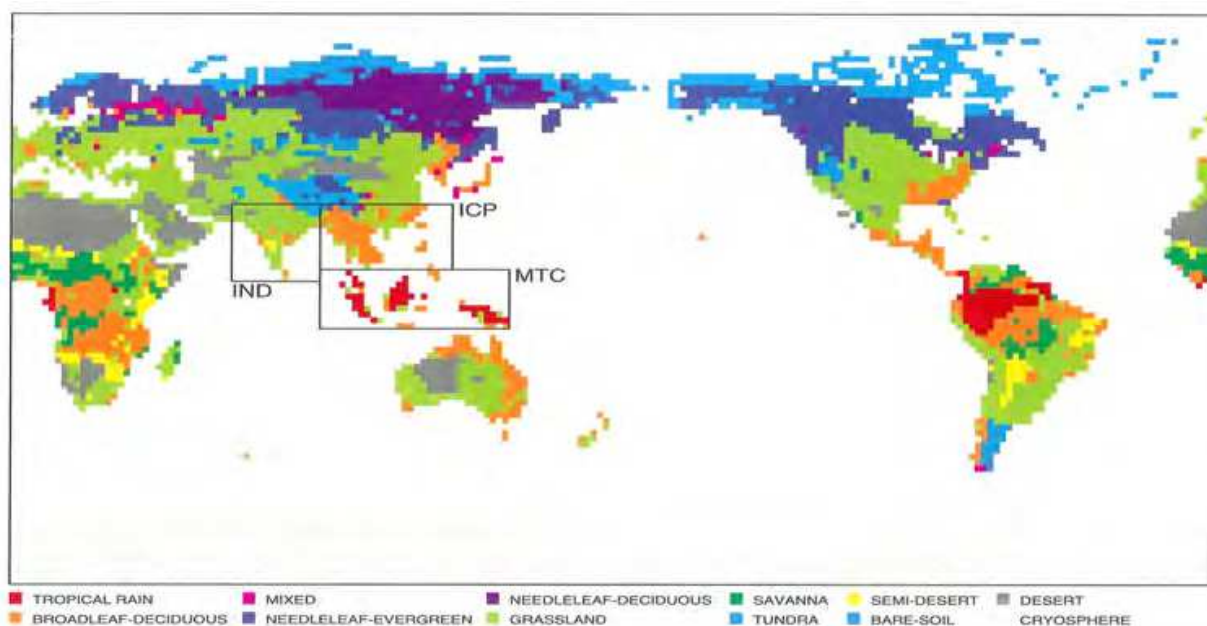 ICP
MTC
IND
TROPICAL RAIN MIXED NEEDLELEAF-DECIDUOUS SAVANNA SEMI-DESERT DESERT
BROADLEAF-DECIDUOUS NEEDLELEAF-EVERGREEN GRASSLAND TUNDRA BARE-SOIL CRYOSPHERE